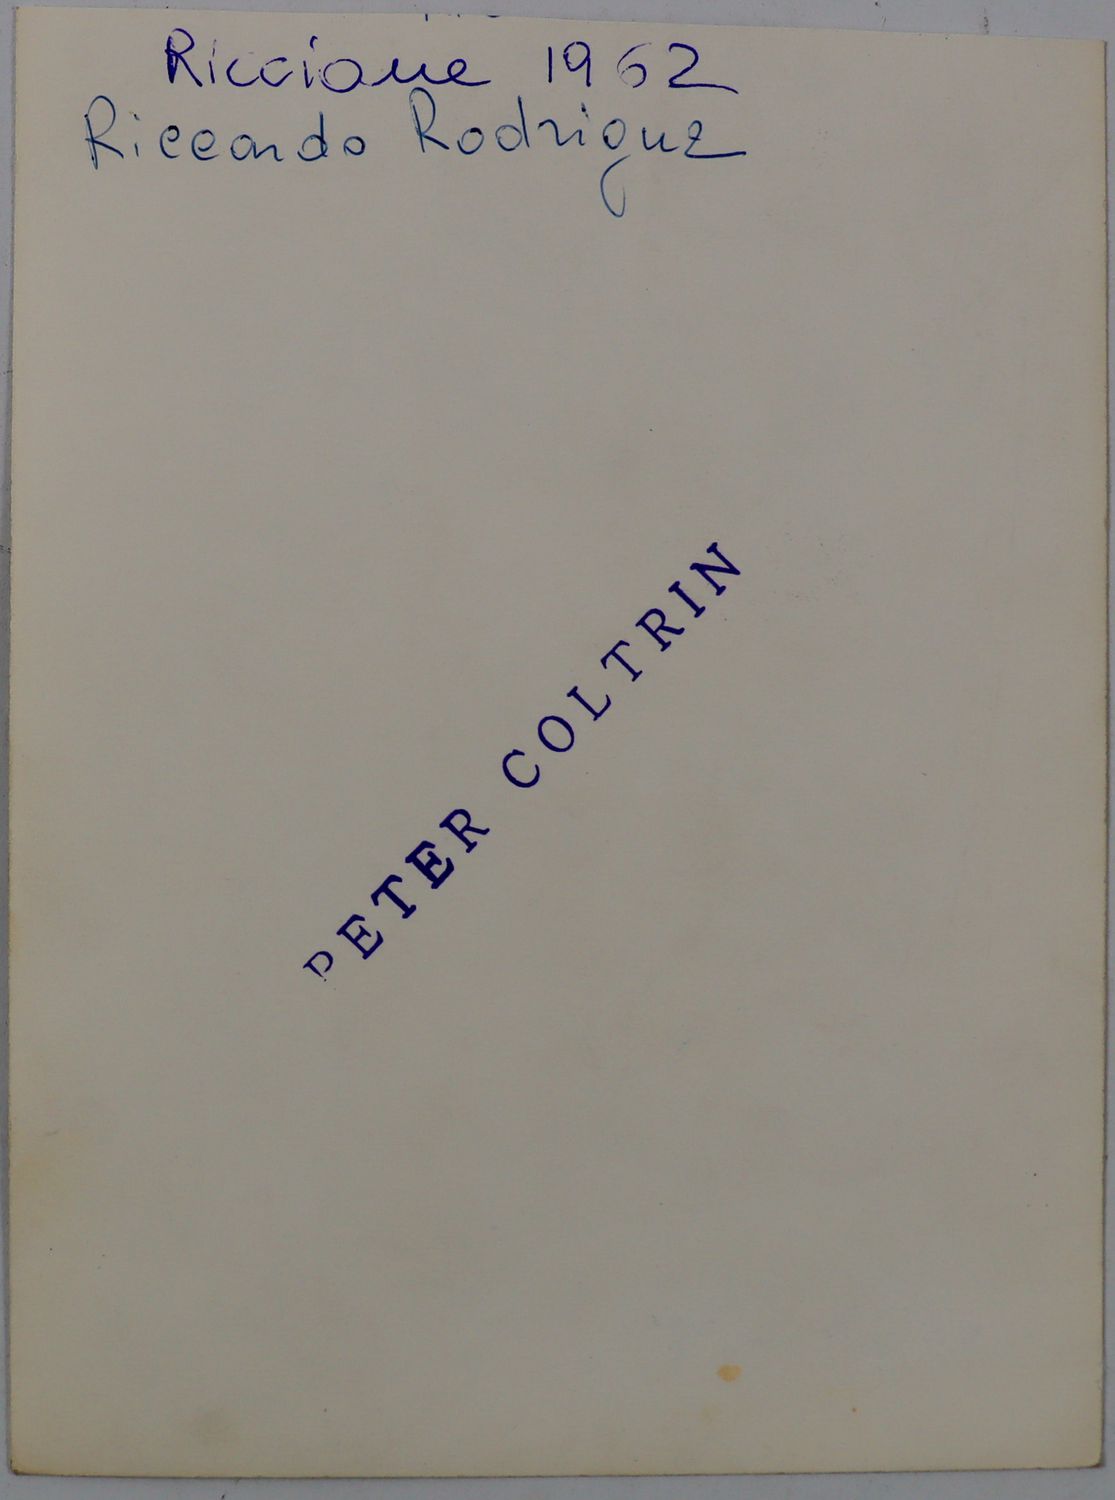 Riccione 1962
Riccardo Rodriguez
PETER COLTRIN